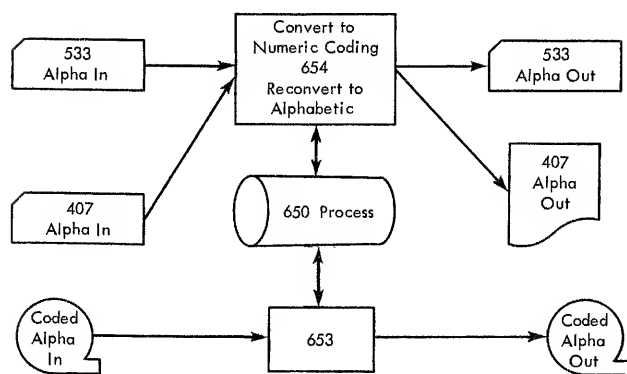 533
Alpha In
Convert to
Numeric Coding
654
Reconvert to
Alphabetic
533
Alpha Out
407
Alpha In
650 Process
407
Alpha
Out
Coded
Alpha
In
653
Coded
Alpha
Out